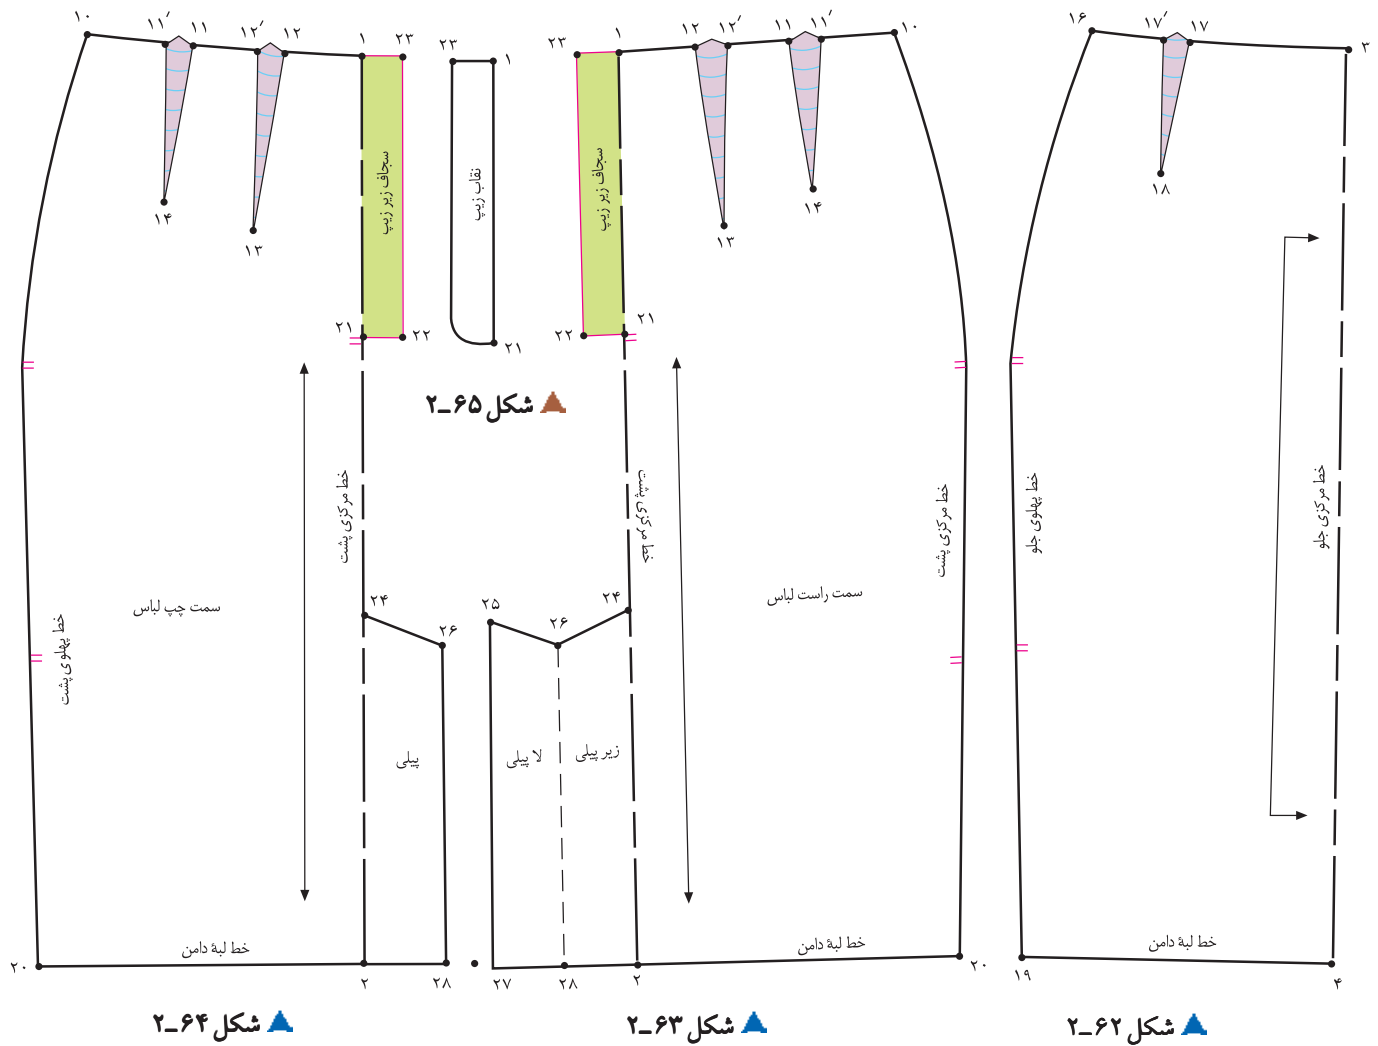 ۱۶
۱۷′
۱۷
۳
۱۸
خط پهلوی جلو
خط مرکزی جلو
خط لبهٔ دامن
۱۹
۴
شکل ۶۲ـ۲
۲۳
۱
۱۲
۱۲′
۱۱
۱۱′
۱۰
سجاف زیر زیپ
۱۳
۱۴
۲۲
۲۱
خط مرکزی پشت
خط مرکزی پشت
سمت راست لباس
۲۵
۲۶
۲۴
لا پیلی
زیر پیلی
خط لبهٔ دامن
۲۷
۲۸
۲
۲۰
شکل ۶۳ـ۲
۱۰
۱۱′
۱۱
۱۲′
۱۲
۱
۲۳
سجاف زیر زیپ
۱۴
۱۳
۲۱
۲۲
خط مرکزی پشت
خط پهلوی پشت
سمت چپ لباس
۲۴
۲۶
پیلی
خط لبهٔ دامن
۲۰
۲
۲۸
شکل ۶۴ـ۲
۲۳
۱
نقاب زیپ
۲۱
شکل ۶۵ـ۲